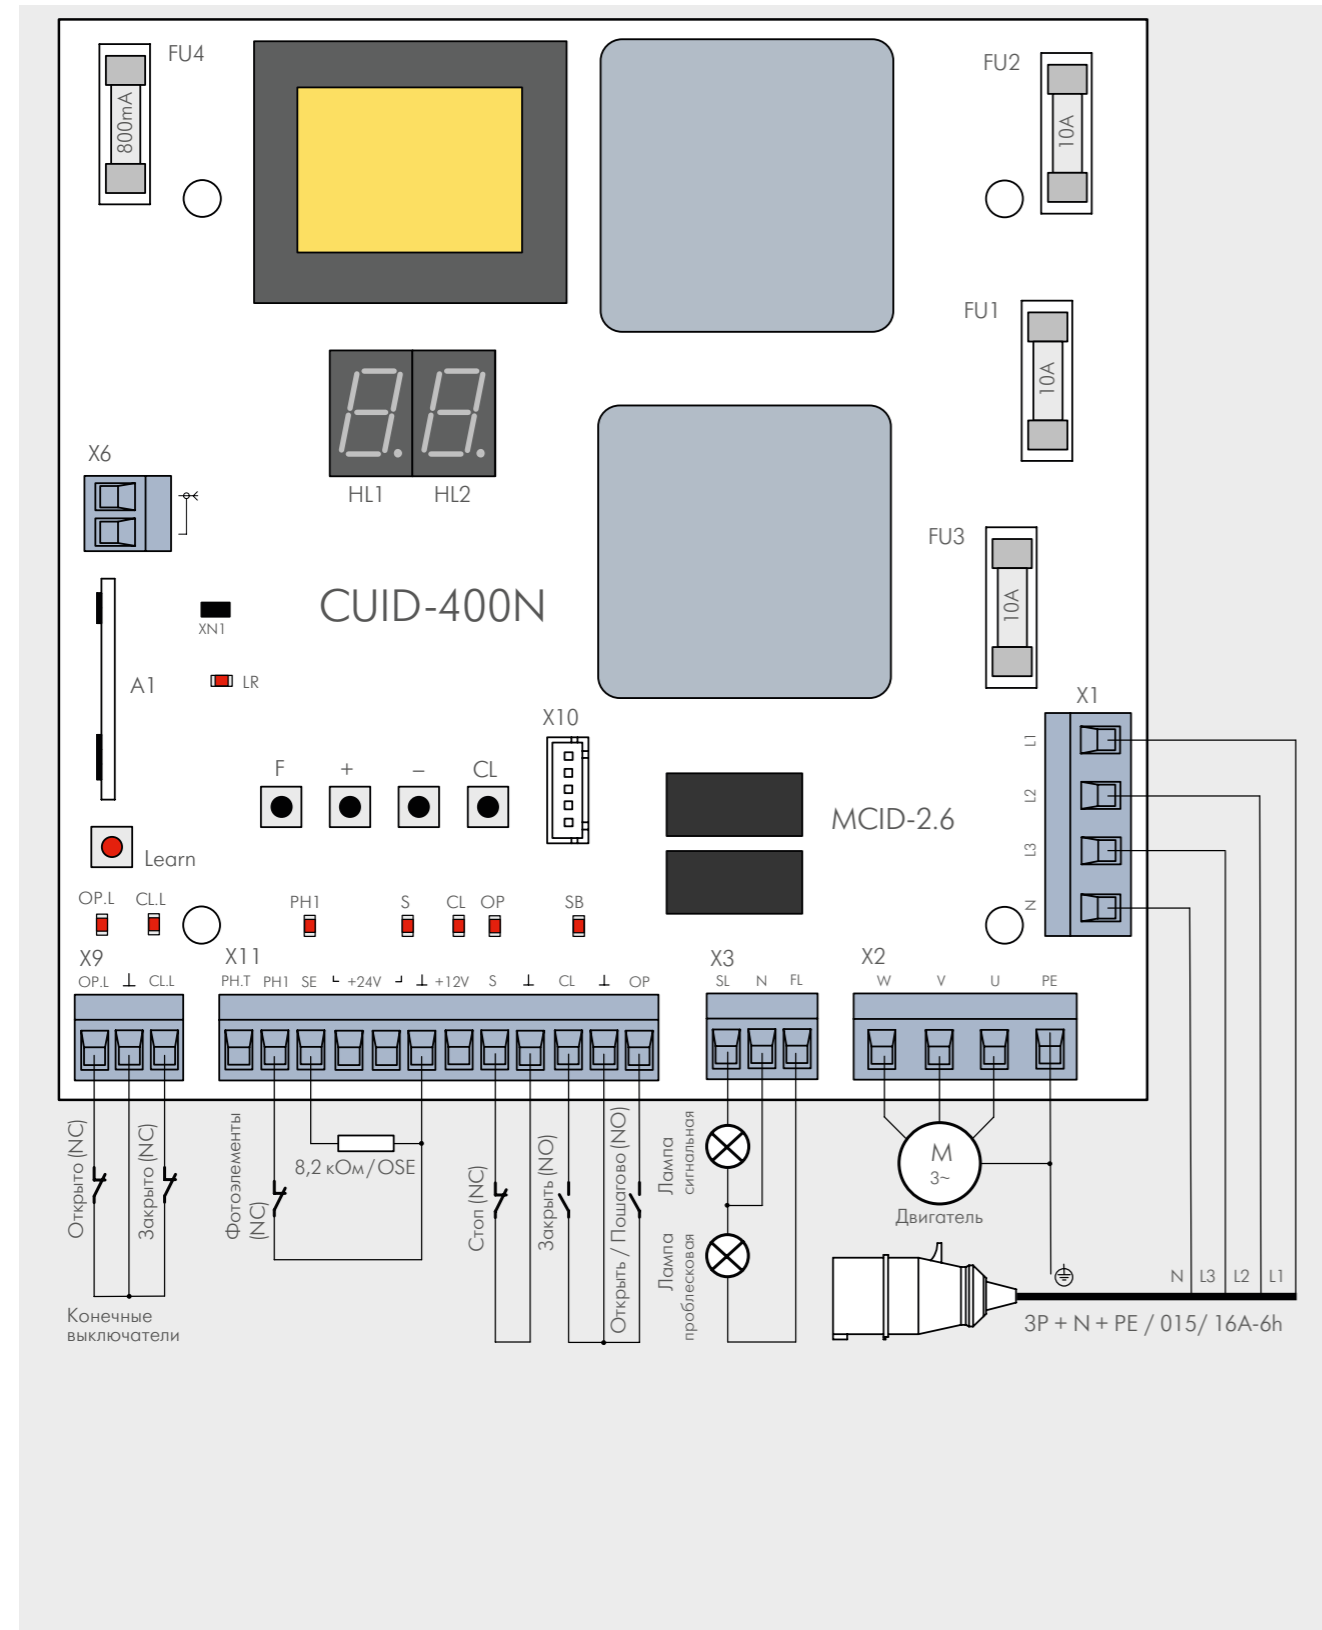 FU4
800mA
FU2
10A
FU1
10A
X6
HL1
HL2
FU3
10A
CUID-400N
XN1
LR
A1
X1
L1
L2
L3
N
X10
F
+
–
CL
MCID-2.6
Learn
OP.L
CL.L
PH1
S
CL
OP
SB
X9
OP.L
⊥
CL.L
X11
PH.T
PH1
SE
+24V
⊥
+12V
S
⊥
CL
⊥
OP
X3
SL
N
FL
X2
W
V
U
PE
Открыто (NC)
Закрыто (NC)
Конечные
выключатели
Фотоэлементы
(NC)
8,2 кОм/OSE
Стоп (NC)
Закрыть (NO)
Открыть / Пошагово (NO)
Лампа
сигнальная
Лампа
проблесковая
M
3~
Двигатель
N
L3
L2
L1
3P + N + PE / 015/ 16A-6h